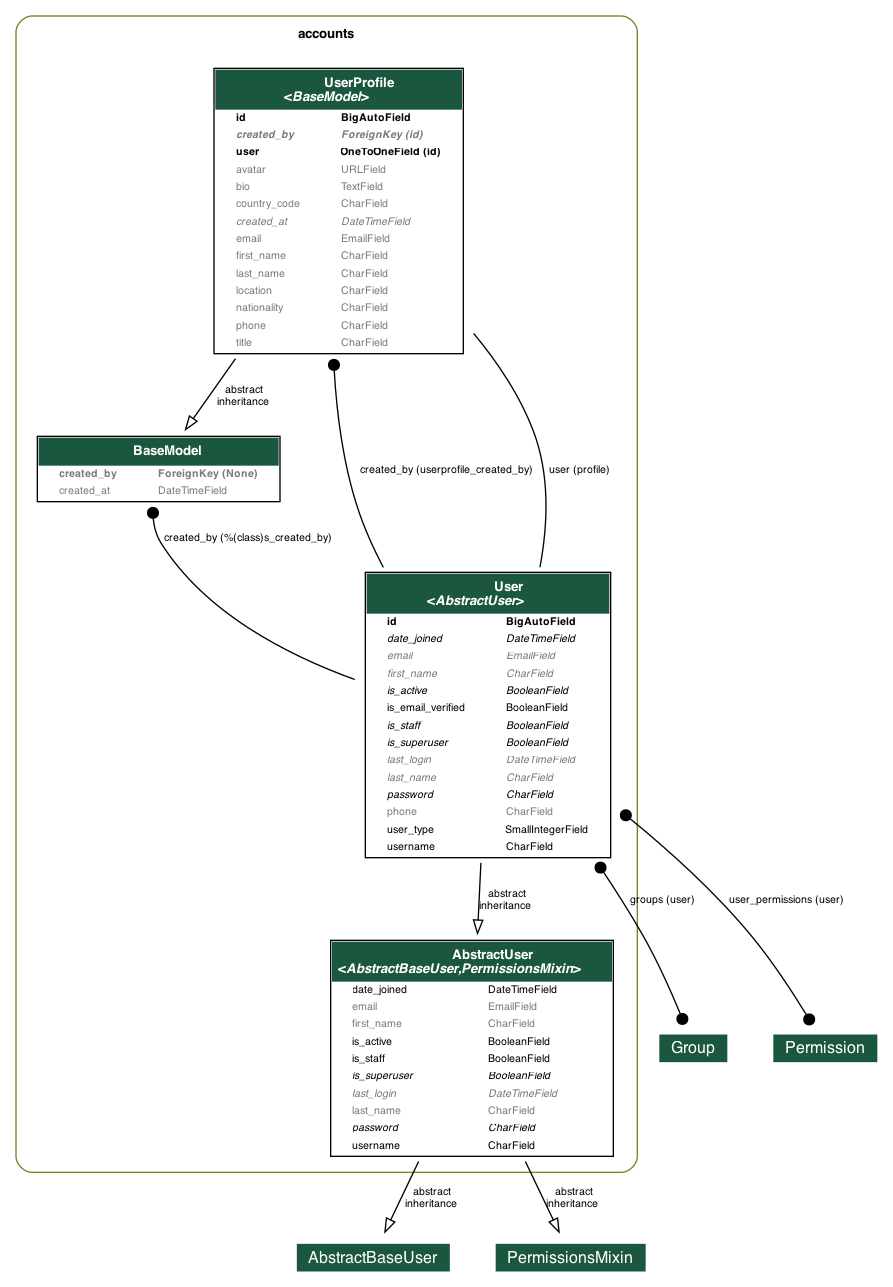 accounts
UserProfile
<BaseModel>
id BigAutoField
created_by ForeignKey (id)
user OneToOneField (id)
avatar URLField
bio TextField
country_code CharField
created_at DateTimeField
email EmailField
first_name CharField
last_name CharField
location CharField
nationality CharField
phone CharField
title CharField
abstract
inheritance
BaseModel
created_by ForeignKey (None)
created_at DateTimeField
created_by (userprofile_created_by)
user (profile)
created_by (%(class)s_created_by)
User
<AbstractUser>
id BigAutoField
date_joined DateTimeField
email EmailField
first_name CharField
is_active BooleanField
is_email_verified BooleanField
is_staff BooleanField
is_superuser BooleanField
last_login DateTimeField
last_name CharField
password CharField
phone CharField
user_type SmallIntegerField
username CharField
abstract
inheritance
groups (user)
user_permissions (user)
AbstractUser
<AbstractBaseUser,PermissionsMixin>
date_joined DateTimeField
email EmailField
first_name CharField
is_active BooleanField
is_staff BooleanField
is_superuser BooleanField
last_login DateTimeField
last_name CharField
password CharField
username CharField
Group
Permission
abstract
inheritance
abstract
inheritance
AbstractBaseUser
PermissionsMixin